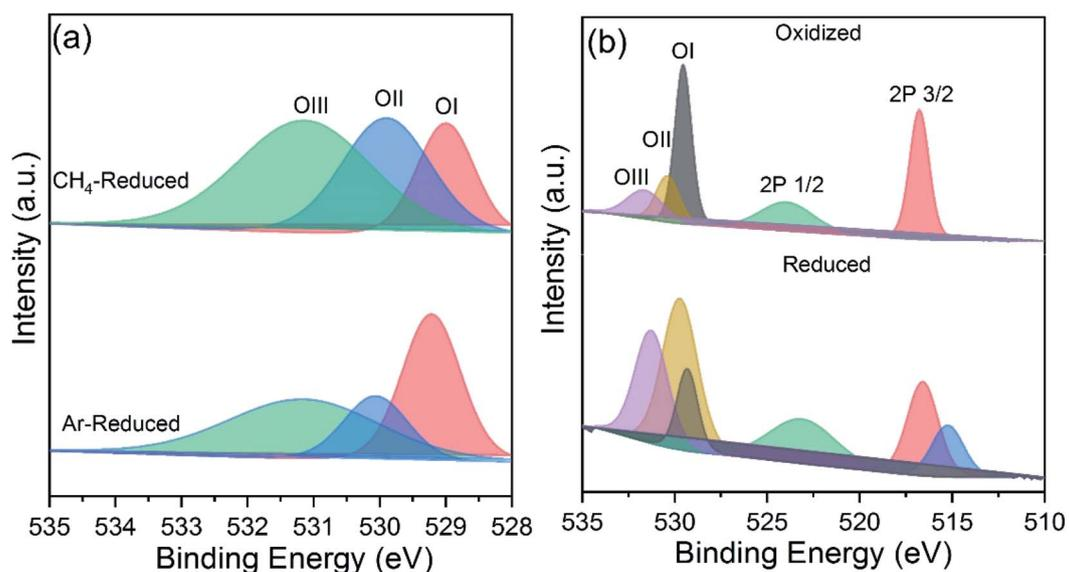 (a)
OIII OII OI
CH₄-Reduced
Ar-Reduced
Intensity (a.u.)
535 534 533 532 531 530 529 528
Binding Energy (eV)
(b)
Oxidized
OI
OII
OIII
2P 1/2
2P 3/2
Reduced
Intensity (a.u.)
535 530 525 520 515 510
Binding Energy (eV)